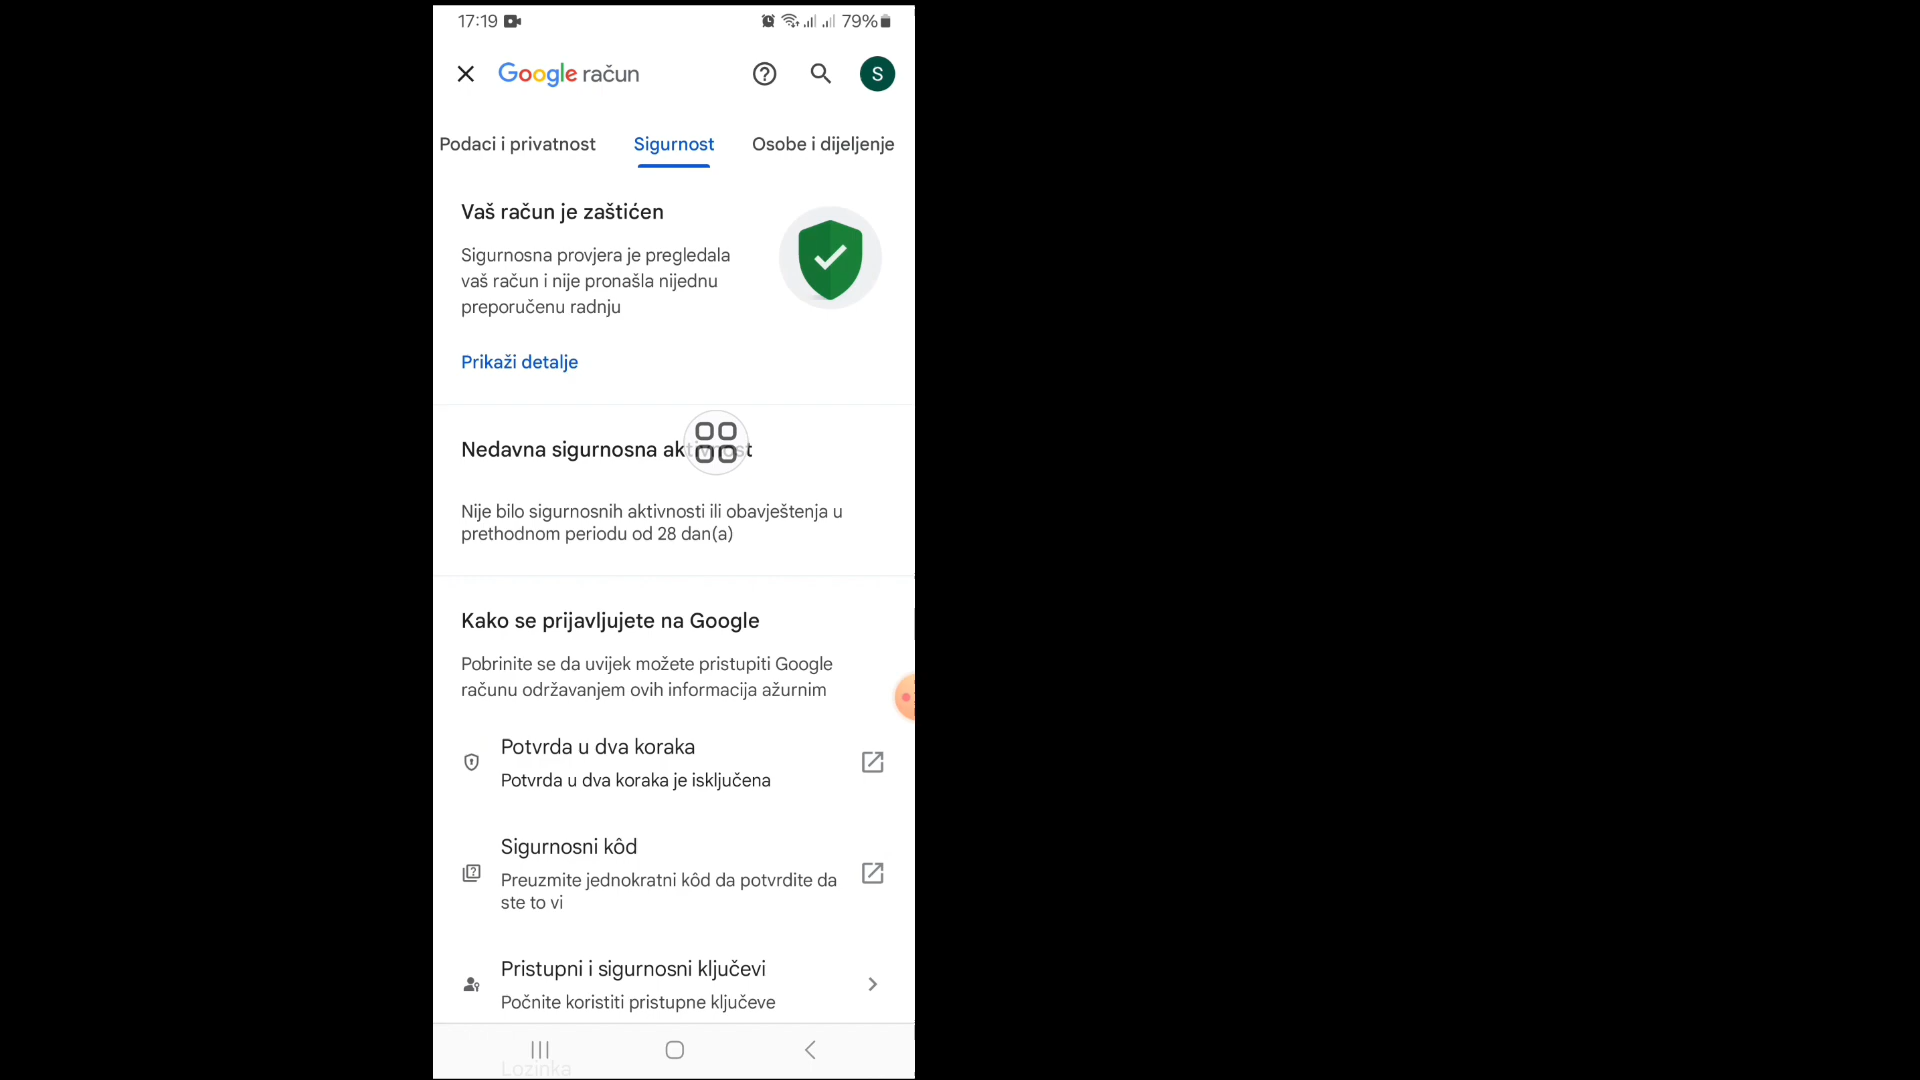 17:19
79%
Google račun
S
Podaci i privatnost
Sigurnost
Osobe i dijeljenje
Vaš račun je zaštićen
Sigurnosna provjera je pregledala
vaš račun i nije pronašla nijednu
preporučenu radnju
Prikaži detalje
Nedavna sigurnosna aktivnost
Nije bilo sigurnosnih aktivnosti ili obavještenja u
prethodnom periodu od 28 dan(a)
Kako se prijavljujete na Google
Pobrinite se da uvijek možete pristupiti Google
računu održavanjem ovih informacija ažurnim
Potvrda u dva koraka
Potvrda u dva koraka je isključena
Sigurnosni kôd
Preuzmite jednokratni kôd da potvrdite da
ste to vi
Pristupni i sigurnosni ključevi
Počnite koristiti pristupne ključeve
Lozinka